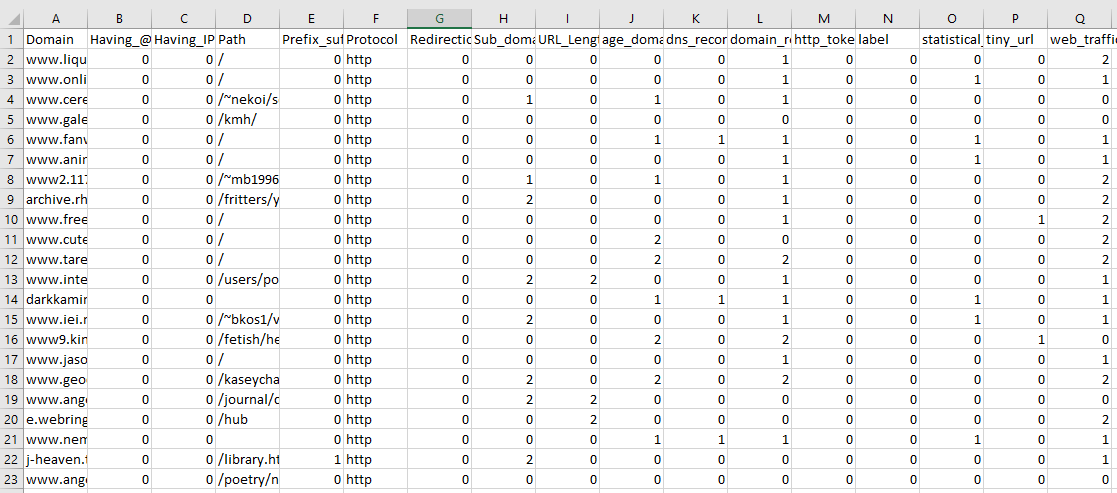 A B C D E F G H I J K L M N O P Q
1 Domain Having_@ Having_IP Path Prefix_suf Protocol Redirectio Sub_doma URL_Lengt age_doma dns_recor domain_re http_toke label statistical_ tiny_url web_traffic
2 www.liqu 0 0 / 0 http 0 0 0 0 0 1 0 0 0 0 2
3 www.onli 0 0 / 0 http 0 0 0 0 0 1 0 0 1 0 1
4 www.cere 0 0 /~nekoi/s 0 http 0 1 0 1 0 1 0 0 0 0 0
5 www.gale 0 0 /kmh/ 0 http 0 0 0 0 0 0 0 0 0 0 0
6 www.fanv 0 0 / 0 http 0 0 0 1 1 1 0 0 1 0 1
7 www.anir 0 0 / 0 http 0 0 0 0 0 1 0 0 1 0 1
8 www2.117 0 0 /~mb1996 0 http 0 1 0 1 0 1 0 0 0 0 2
9 archive.rh 0 0 /fritters/y 0 http 0 2 0 0 0 0 0 0 0 0 2
10 www.free 0 0 / 0 http 0 0 0 0 0 1 0 0 0 1 2
11 www.cute 0 0 / 0 http 0 0 0 2 0 0 0 0 0 0 2
12 www.tare 0 0 / 0 http 0 0 0 2 0 2 0 0 0 0 2
13 www.inte 0 0 /users/po 0 http 0 2 2 0 0 1 0 0 0 0 1
14 darkkamir 0 0 0 http 0 0 0 1 1 1 0 0 1 0 1
15 www.iei.r 0 0 /~bkos1/v 0 http 0 2 0 0 0 1 0 0 1 0 1
16 www9.kin 0 0 /fetish/he 0 http 0 0 0 2 0 2 0 0 0 1 0
17 www.jaso 0 0 / 0 http 0 0 0 0 0 1 0 0 0 0 1
18 www.geo 0 0 /kaseycha 0 http 0 2 0 2 0 2 0 0 0 0 2
19 www.ange 0 0 /journal/c 0 http 0 2 2 0 0 0 0 0 0 0 0
20 e.webring 0 0 /hub 0 http 0 0 2 0 0 0 0 0 0 0 2
21 www.nem 0 0 0 http 0 0 0 1 1 1 0 0 1 0 1
22 j-heaven. 0 0 /library.ht 1 http 0 2 0 0 0 0 0 0 0 0 1
23 www.ang 0 0 /poetry/n 0 http 0 0 0 0 0 0 0 0 0 0 0